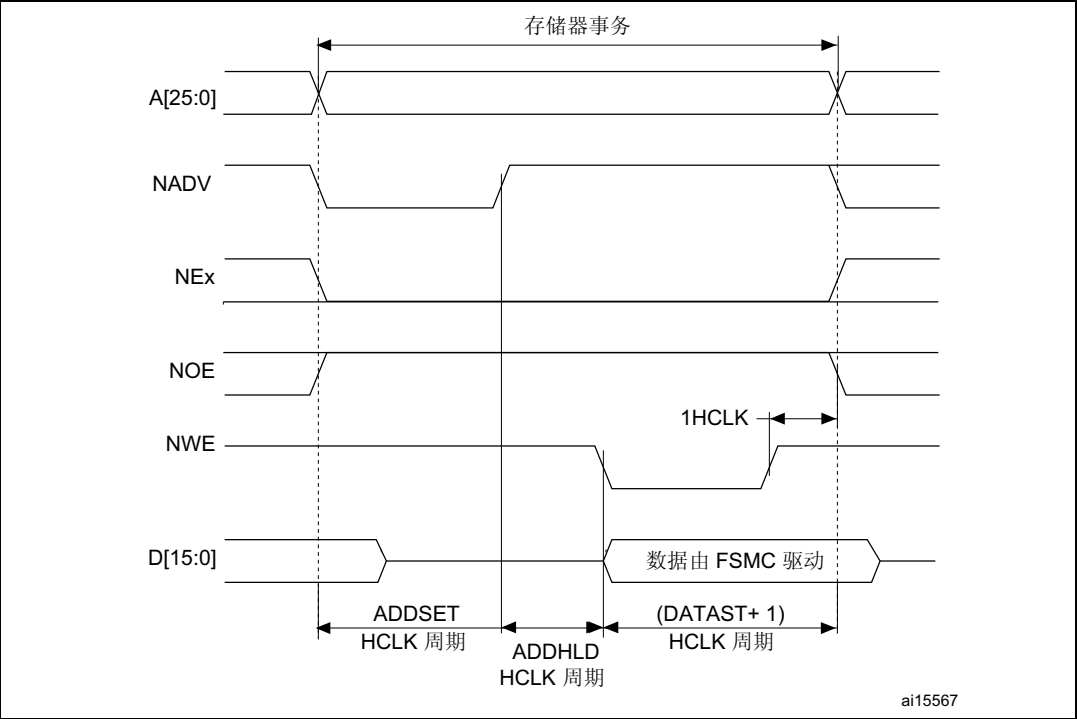 存储器事务
A[25:0]
NADV
NEx
NOE
1HCLK
NWE
D[15:0]
数据由 FSMC 驱动
ADDSET
HCLK 周期
ADDHLD
HCLK 周期
(DATAST+ 1)
HCLK 周期
ai15567